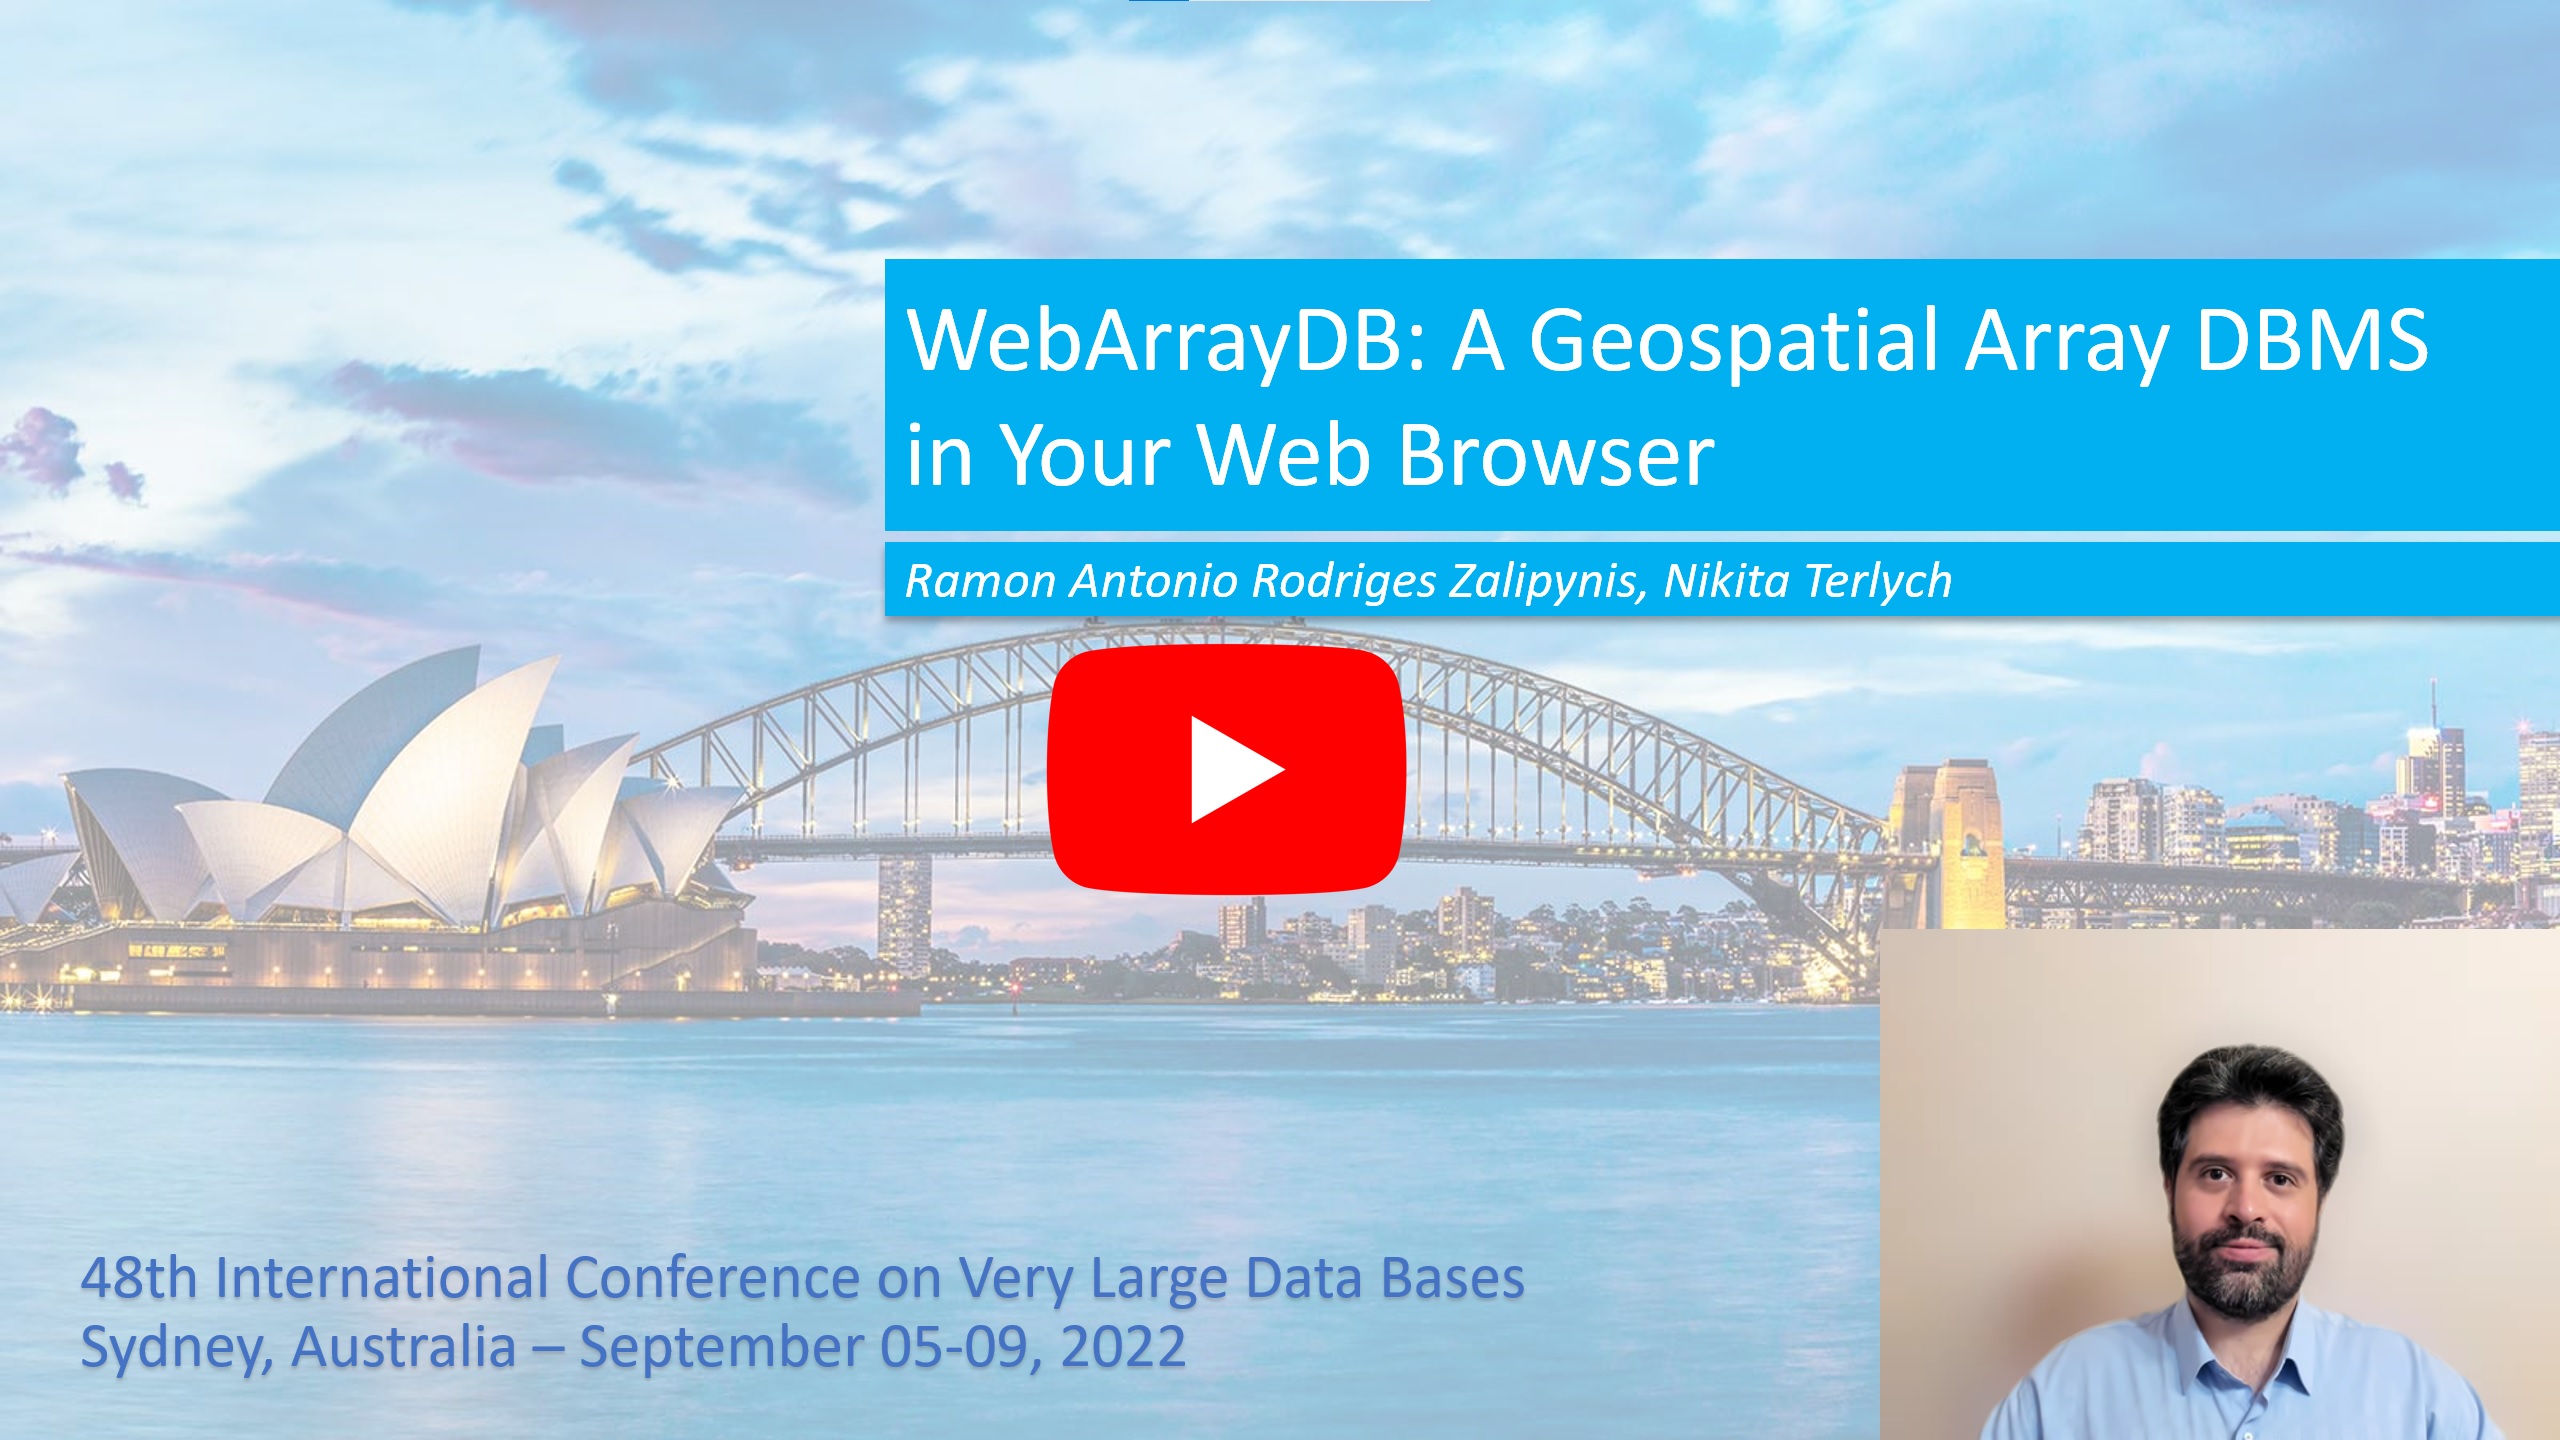 WebArrayDB: A Geospatial Array DBMS
in Your Web Browser
Ramon Antonio Rodriges Zalipynis, Nikita Terlych
48th International Conference on Very Large Data Bases
Sydney, Australia – September 05-09, 2022